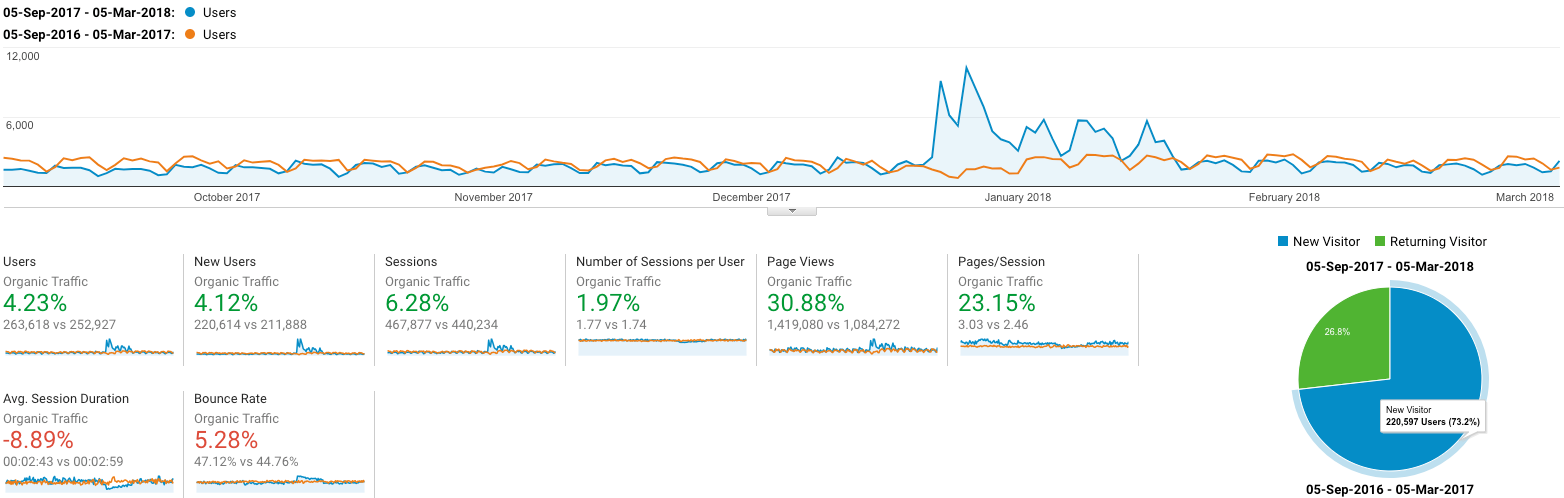 05-Sep-2017 - 05-Mar-2018: Users
05-Sep-2016 - 05-Mar-2017: Users
12,000
6,000
October 2017 November 2017 December 2017 January 2018 February 2018 March 2018
Users
Organic Traffic
4.23%
263,618 vs 252,927
New Users
Organic Traffic
4.12%
220,614 vs 211,888
Sessions
Organic Traffic
6.28%
467,877 vs 440,234
Number of Sessions per User
Organic Traffic
1.97%
1.77 vs 1.74
Page Views
Organic Traffic
30.88%
1,419,080 vs 1,084,272
Pages/Session
Organic Traffic
23.15%
3.03 vs 2.46
Avg. Session Duration
Organic Traffic
-8.89%
00:02:43 vs 00:02:59
Bounce Rate
Organic Traffic
5.28%
47.12% vs 44.76%
New Visitor Returning Visitor
05-Sep-2017 - 05-Mar-2018
26.8%
New Visitor
220,597 Users (73.2%)
05-Sep-2016 - 05-Mar-2017